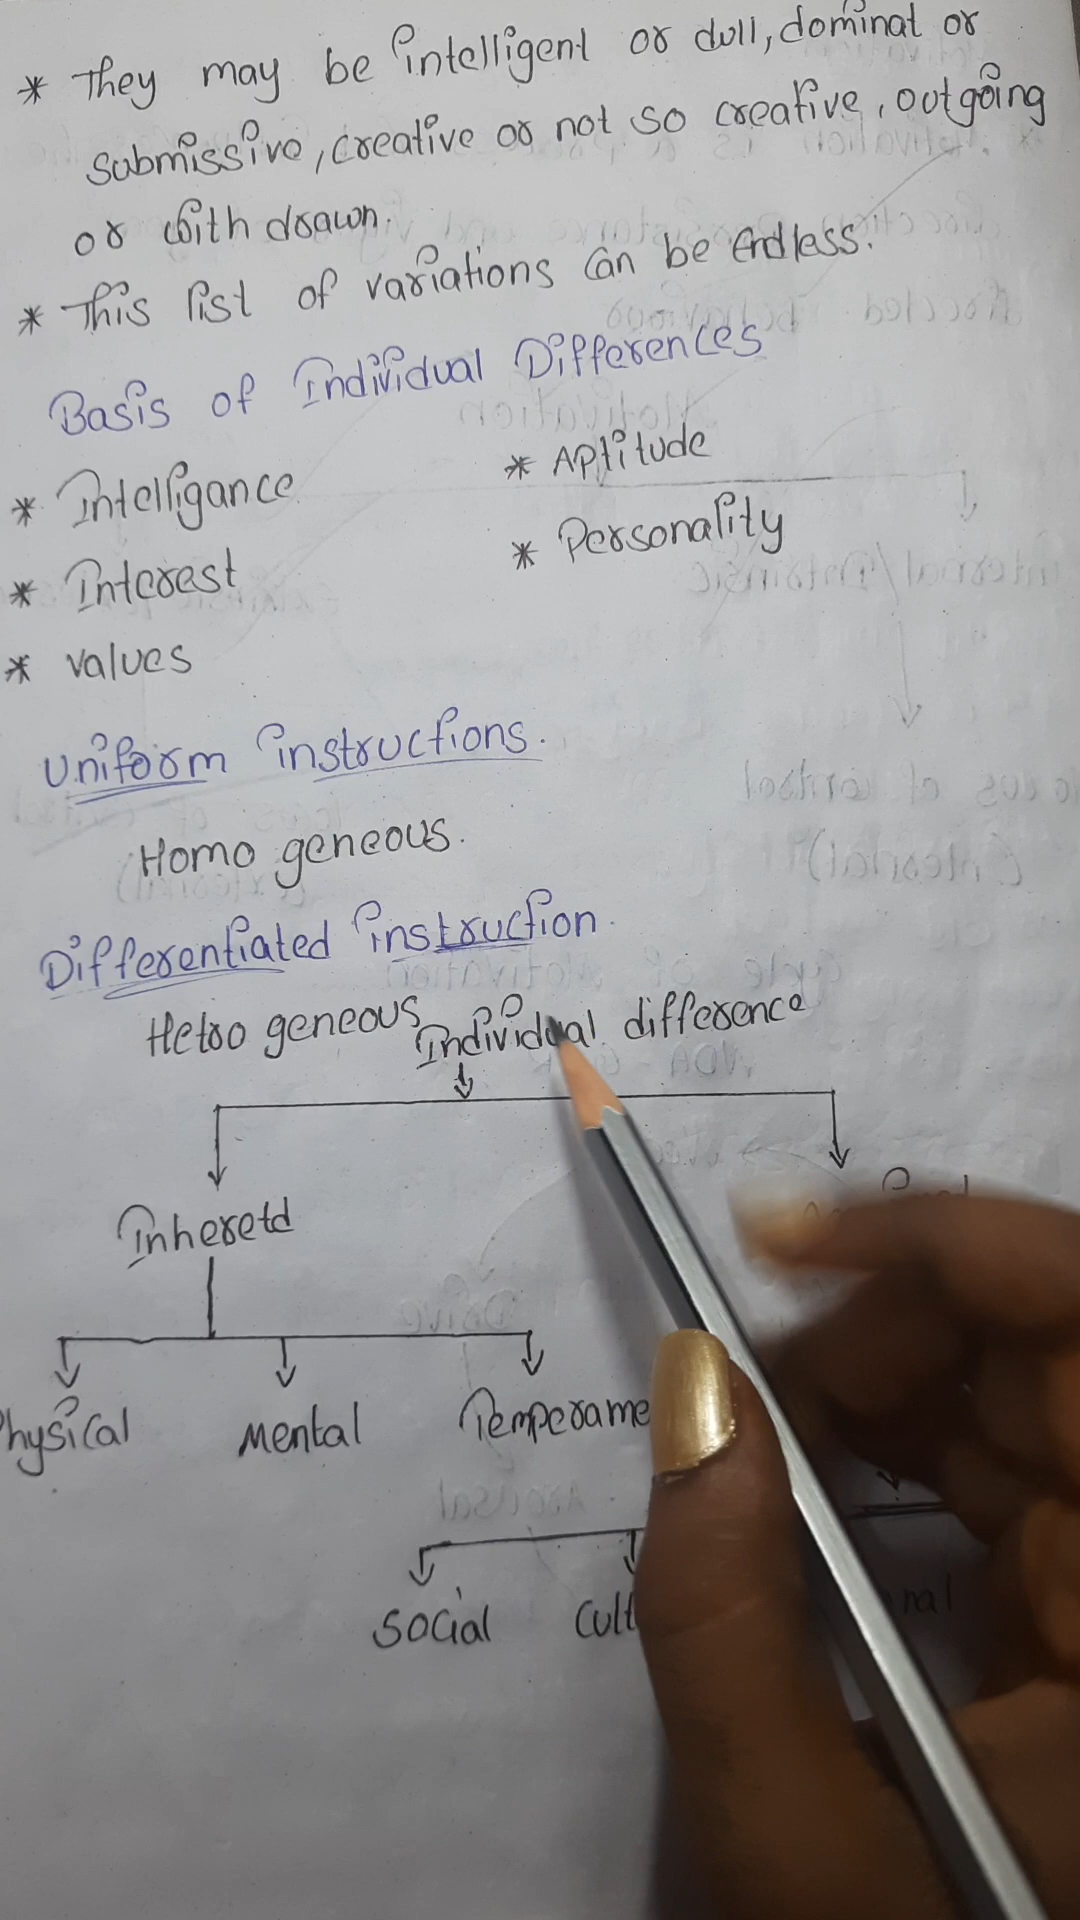 * They may be intelligent or dull, dominat or
submissive, creative or not so creative, outgoing
or with drawn.
* This list of variations can be Endless.
Basis of Individual Differences
* Intelligance
* Aptitude
* Interest
* Personality
* values
Uniform instructions.
Homo geneous.
Differentiated instruction.
Hetro geneous
Individual difference
Inheretd
Physical Mental
Social